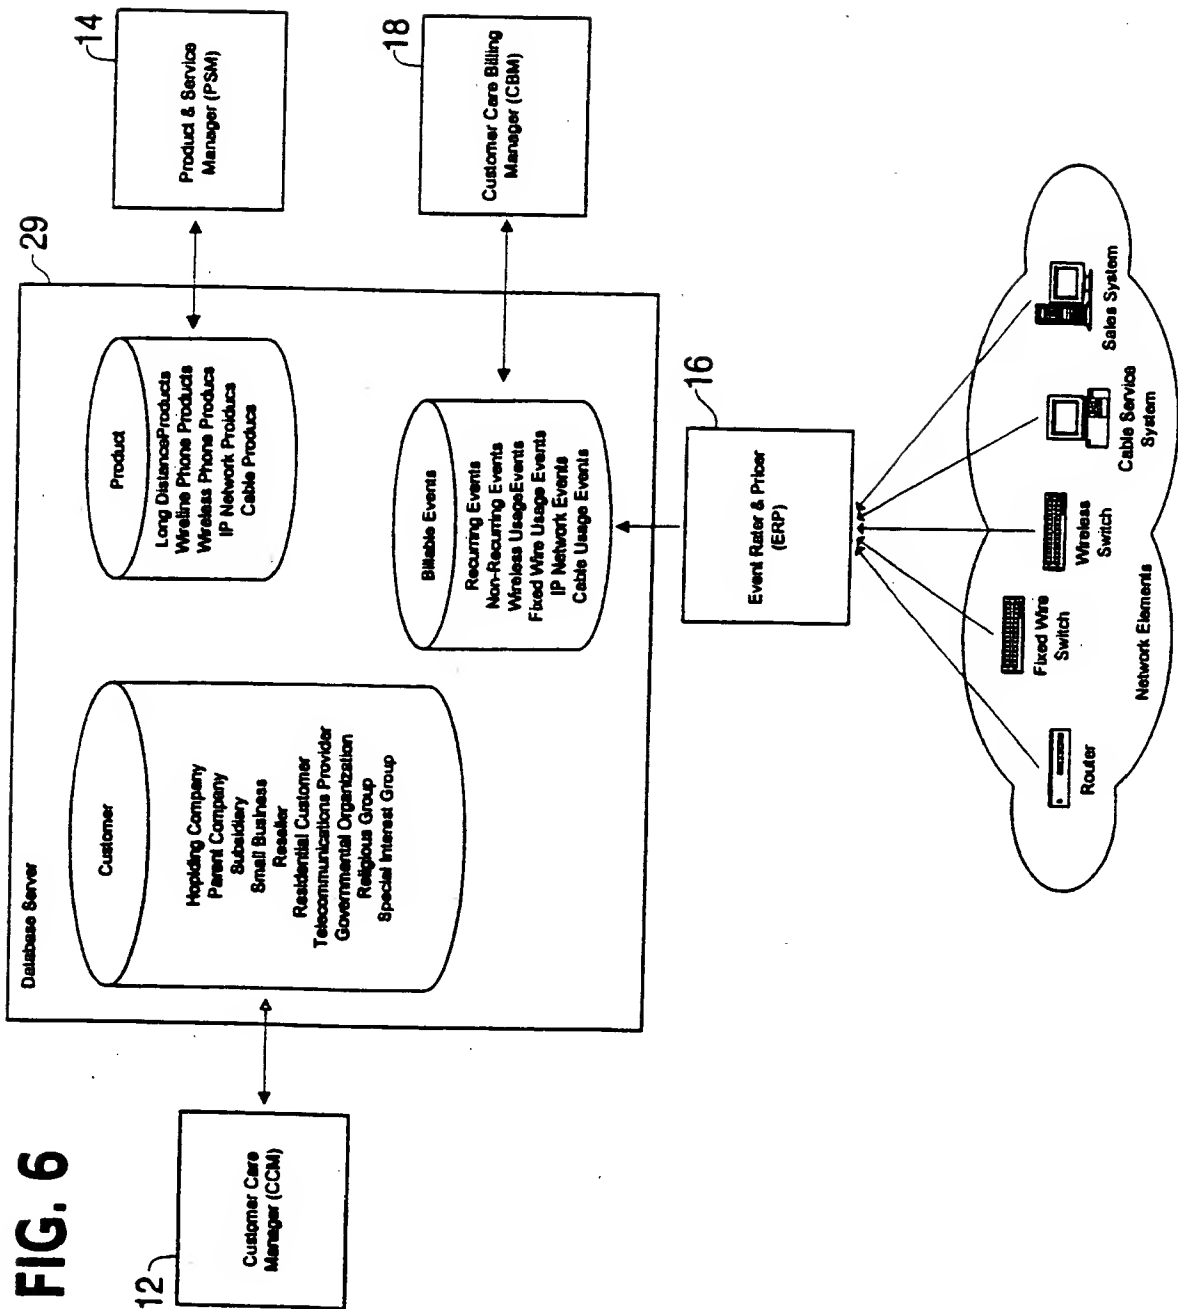 FIG. 6
12
Customer Care
Manager (CCM)
29
Database Server
Customer
Hoplding Company
Parent Company
Subsidiary
Small Business
Reseller
Residential Customer
Telecommunications Provider
Governmental Organization
Religious Group
Special Interest Group
Product
Long DistanceProducts
Wireline Phone Products
Wireless Phone Producs
IP Network Proiducs
Cable Producs
Billable Events
Recurring Events
Non-Recurring Events
Wireless UsageEvents
Fixed Wire Usage Events
IP Network Events
Cable Usage Events
14
Product & Service
Manager (PSM)
18
Customer Care Billing
Manager (CBM)
16
Event Rater & Pricer
(ERP)
Router
Fixed Wire
Switch
Wireless
Switch
Cable Service
System
Sales System
Network Elements